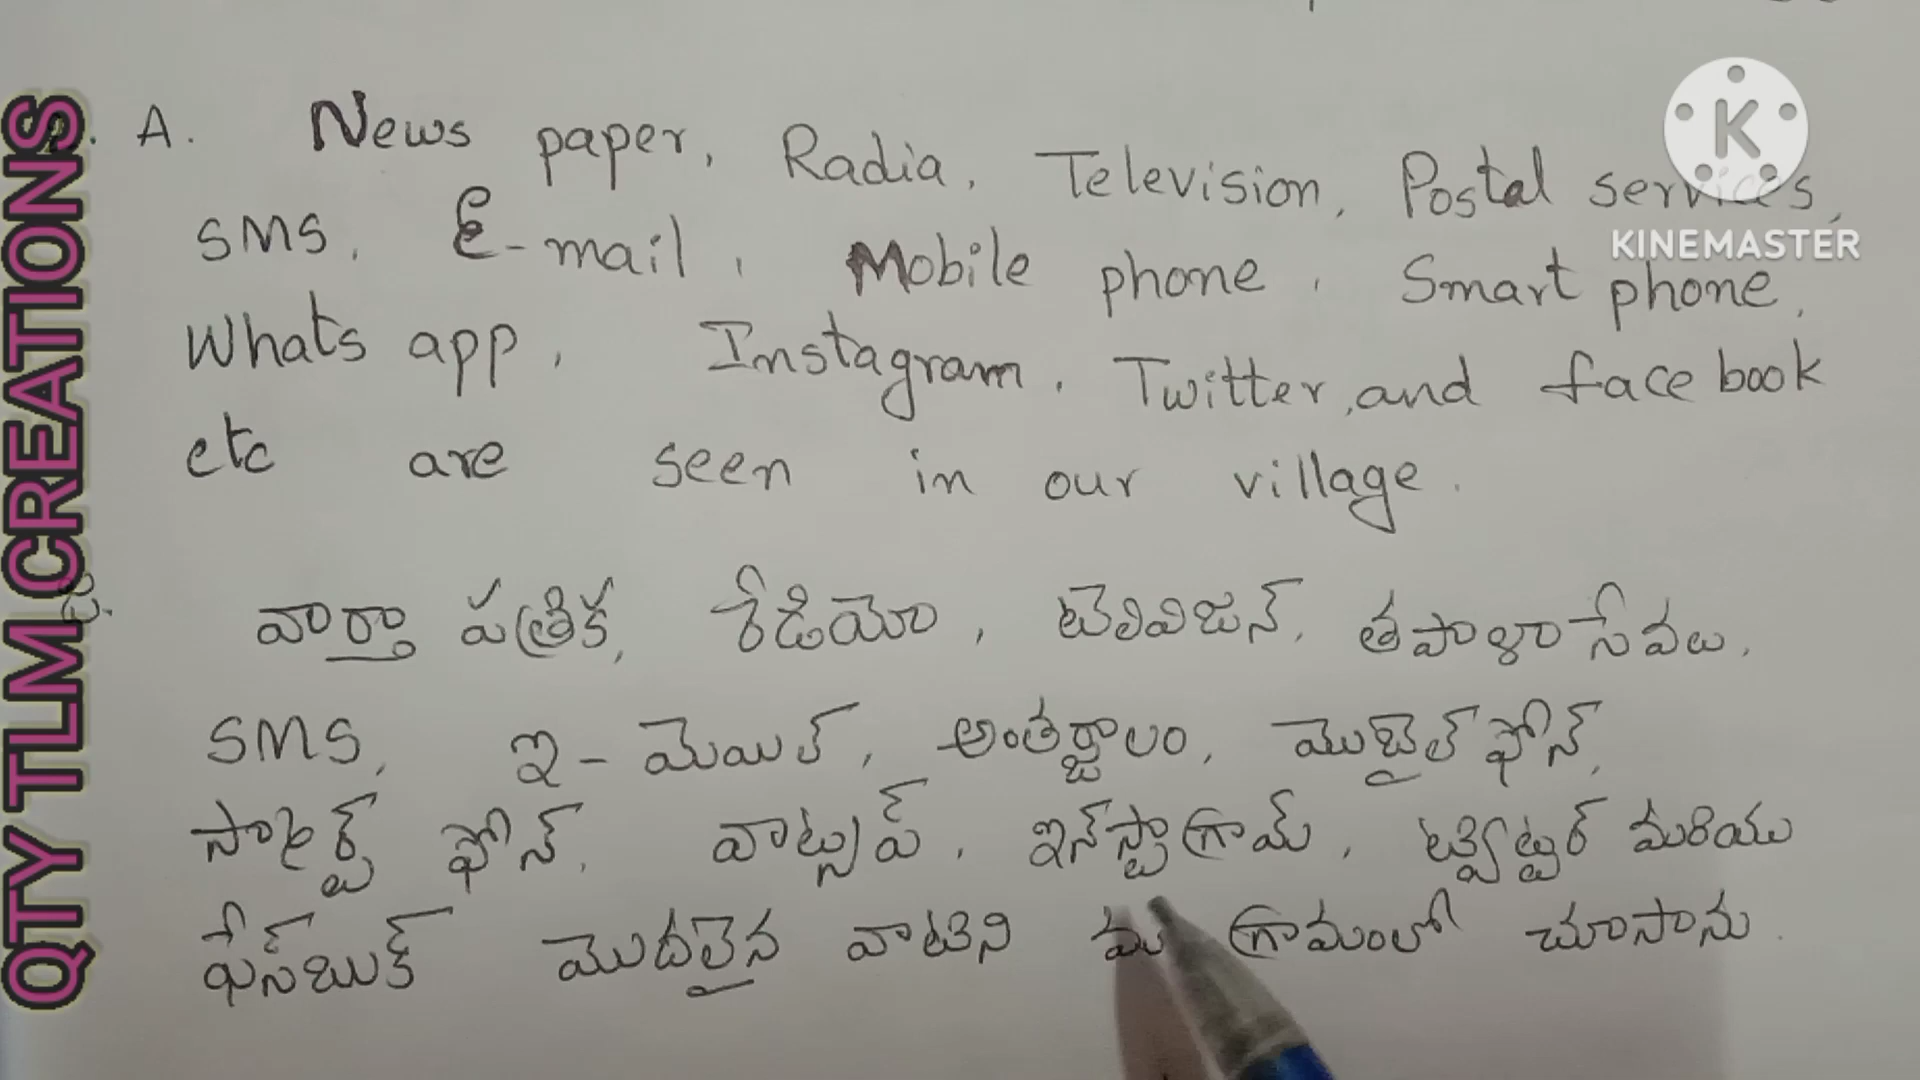 QTY TLM CREATIONS
KINEMASTER
A. News paper, Radia, Television, Postal services,
SMS, E-mail, Mobile phone, Smart phone,
Whats app, Instagram, Twitter, and face book
etc are seen in our village.
జ. వార్తా పత్రిక, రేడియో, టెలివిజన్, తపాళా సేవలు,
SMS, ఇ-మెయిల్, అంతర్జాలం, మొబైల్ ఫోన్,
స్మార్ట్ ఫోన్, వాట్సప్, ఇన్‌స్టాగ్రామ్, ట్విట్టర్ మరియు
ఫేస్‌బుక్ మొదలైన వాటిని మా గ్రామంలో చూసాను.